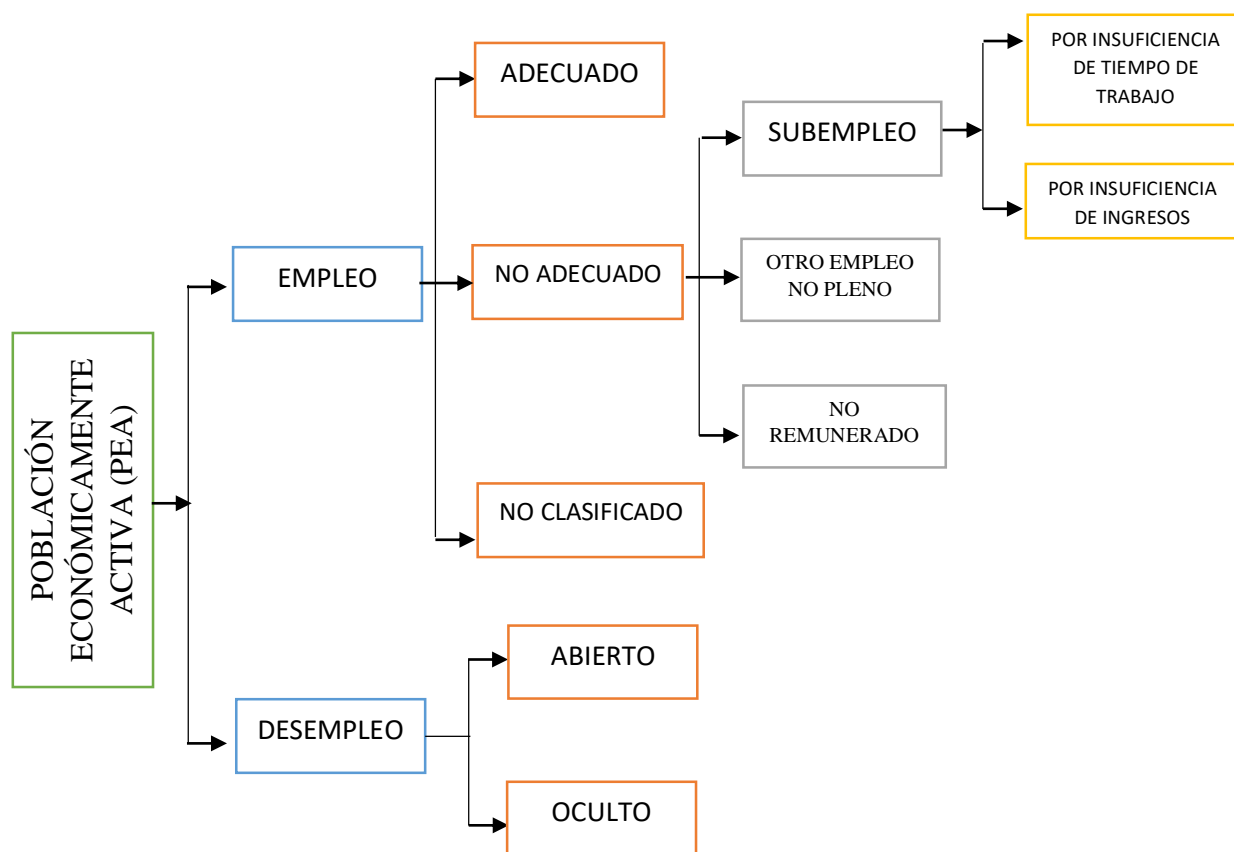 POBLACIÓN
ECONÓMICAMENTE
ACTIVA (PEA)
EMPLEO
ADECUADO
NO ADECUADO
SUBEMPLEO
POR INSUFICIENCIA
DE TIEMPO DE
TRABAJO
POR INSUFICIENCIA
DE INGRESOS
OTRO EMPLEO
NO PLENO
NO
REMUNERADO
NO CLASIFICADO
DESEMPLEO
ABIERTO
OCULTO